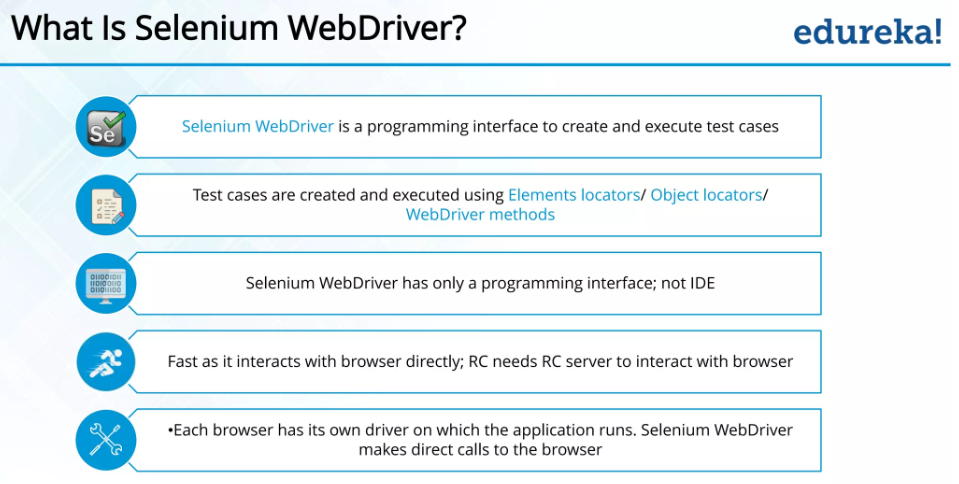 What Is Selenium WebDriver?
edureka!
Se
Selenium WebDriver is a programming interface to create and execute test cases
Test cases are created and executed using Elements locators/ Object locators/
WebDriver methods
01100101I
Selenium WebDriver has only a programming interface; not IDE
Fast as it interacts with browser directly; RC needs RC server to interact with browser
•Each browser has its own driver on which the application runs. Selenium WebDriver
makes direct calls to the browser